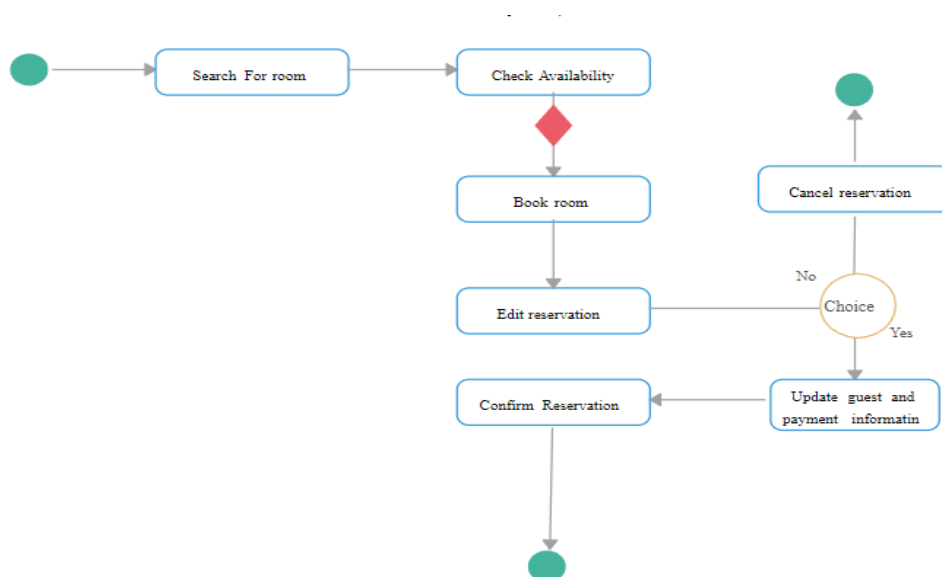 Search For room
Check Availability
Book room
Cancel reservation
No
Edit reservation
Choice
Yes
Confirm Reservation
Update guest and
payment informatin